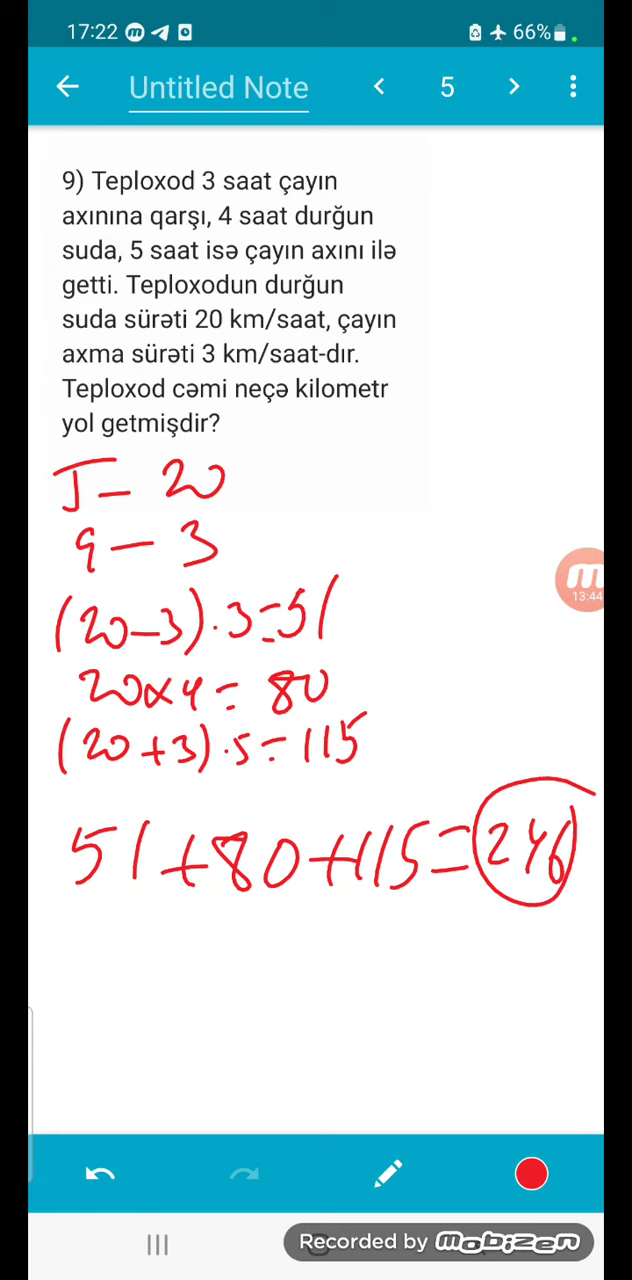 17:22 66%
Untitled Note 5
9) Teploxod 3 saat çayın
axınına qarşı, 4 saat durğun
suda, 5 saat isə çayın axını ilə
getti. Teploxodun durğun
suda sürəti 20 km/saat, çayın
axma sürəti 3 km/saat-dır.
Teploxod cəmi neçə kilometr
yol getmişdir?
T - 20
ç - 3
(20-3)·3=51
20×4=80
(20+3)·5=115
51+80+115=246
m
13:44
Recorded by mobizen